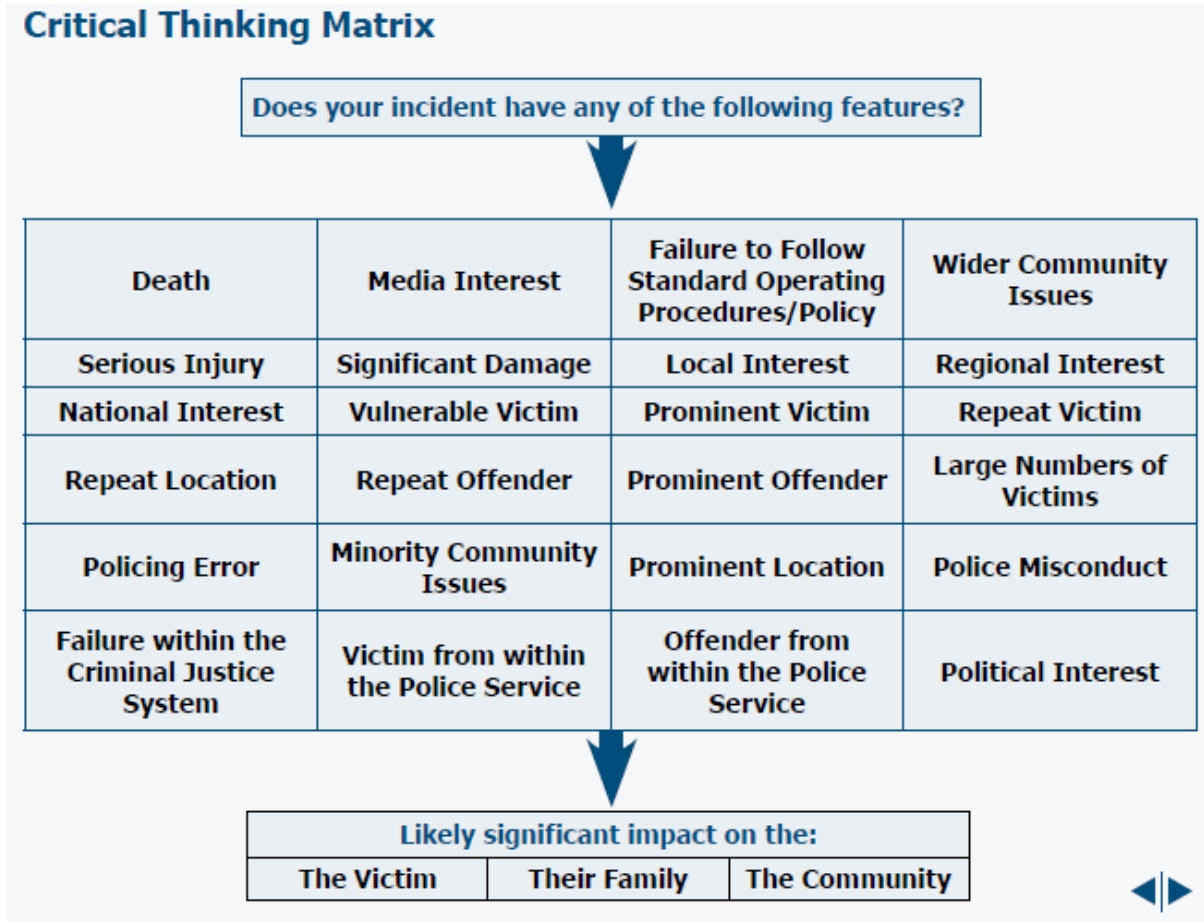 Critical Thinking Matrix
Does your incident have any of the following features?
Death
Media Interest
Failure to Follow
Standard Operating
Procedures/Policy
Wider Community
Issues
Serious Injury
Significant Damage
Local Interest
Regional Interest
National Interest
Vulnerable Victim
Prominent Victim
Repeat Victim
Repeat Location
Repeat Offender
Prominent Offender
Large Numbers of
Victims
Policing Error
Minority Community
Issues
Prominent Location
Police Misconduct
Failure within the
Criminal Justice
System
Victim from within
the Police Service
Offender from
within the Police
Service
Political Interest
Likely significant impact on the:
The Victim
Their Family
The Community